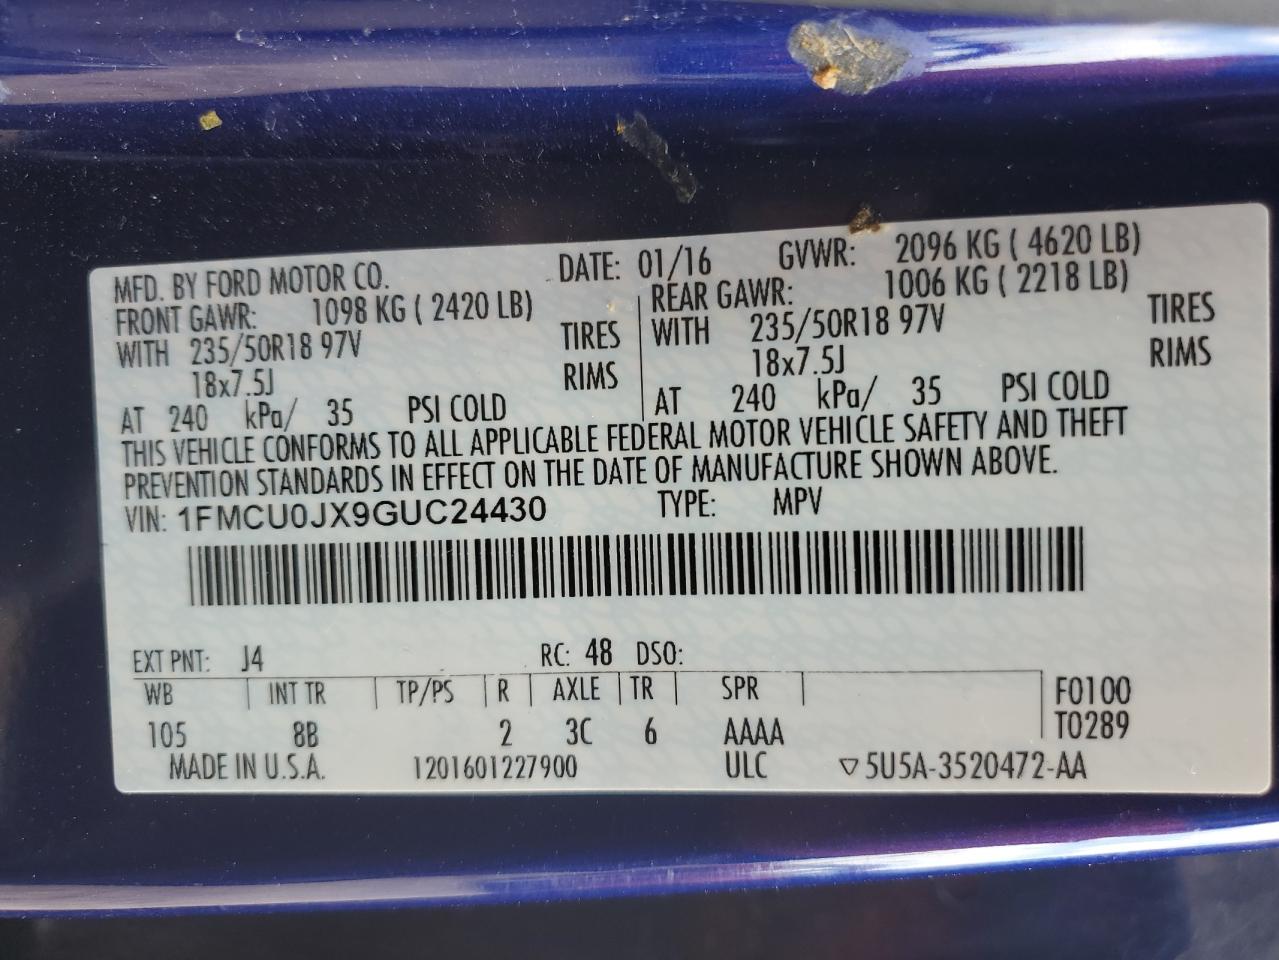 MFD. BY FORD MOTOR CO. DATE: 01/16 GVWR: 2096 KG ( 4620 LB)
FRONT GAWR: 1098 KG ( 2420 LB) REAR GAWR: 1006 KG ( 2218 LB)
WITH 235/50R18 97V TIRES WITH 235/50R18 97V TIRES
18x7.5J RIMS 18x7.5J RIMS
AT 240 kPa/ 35 PSI COLD AT 240 kPa/ 35 PSI COLD
THIS VEHICLE CONFORMS TO ALL APPLICABLE FEDERAL MOTOR VEHICLE SAFETY AND THEFT
PREVENTION STANDARDS IN EFFECT ON THE DATE OF MANUFACTURE SHOWN ABOVE.
VIN: 1FMCU0JX9GUC24430 TYPE: MPV
EXT PNT: J4 RC: 48 DSO:
WB INT TR TP/PS R AXLE TR SPR F0100
105 8B 2 3C 6 AAAA T0289
MADE IN U.S.A. 1201601227900 ULC ▽5U5A-3520472-AA